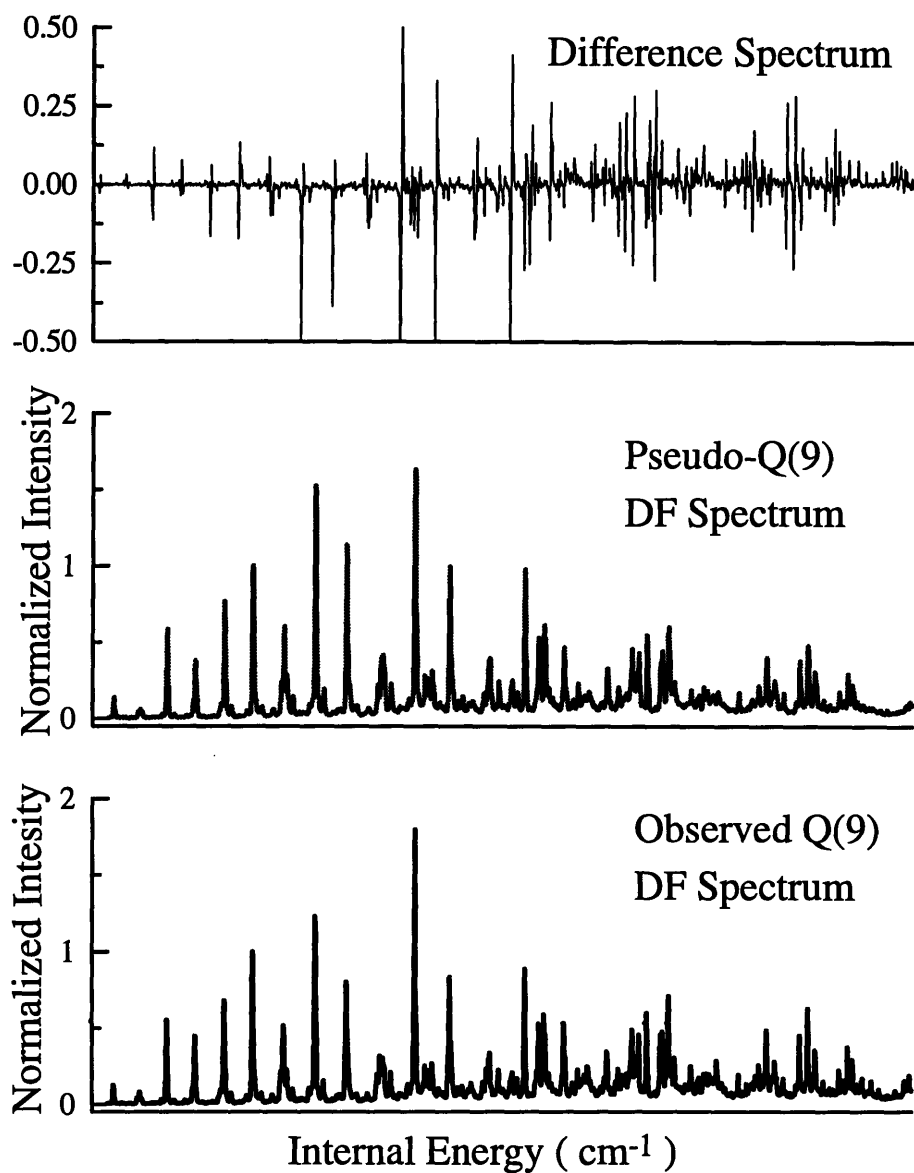 0.50
Difference Spectrum
0.25
0.00
-0.25
-0.50
Normalized Intensity
2
1
0
Pseudo-Q(9)
DF Spectrum
Normalized Intesity
2
1
0
Observed Q(9)
DF Spectrum
Internal Energy ( cm-1 )